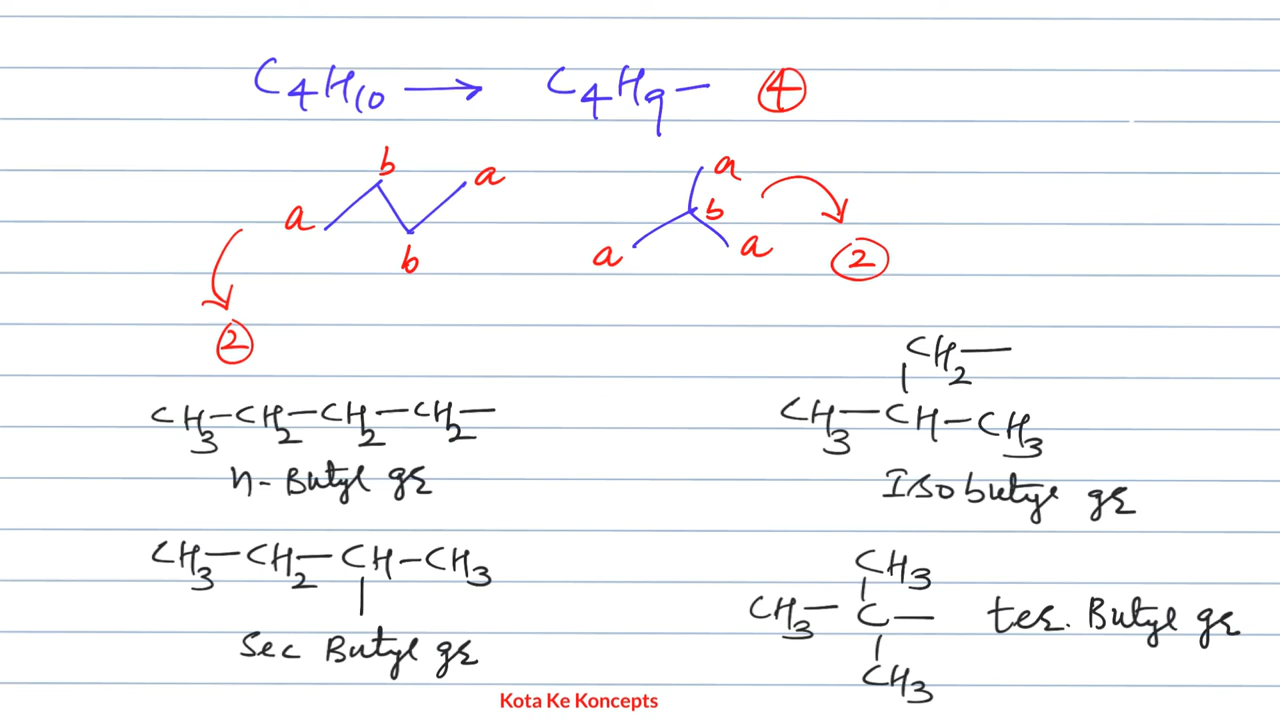 C4H10 → C4H9– ④
a b b a
a b a a
②
②
CH3–CH2–CH2–CH2–
n-Butyl gr
CH2–
CH3–CH–CH3
Isobutyl gr
CH3–CH2–CH–CH3
Sec Butyl gr
CH3
CH3–C– ter. Butyl gr
CH3
Kota Ke Koncepts